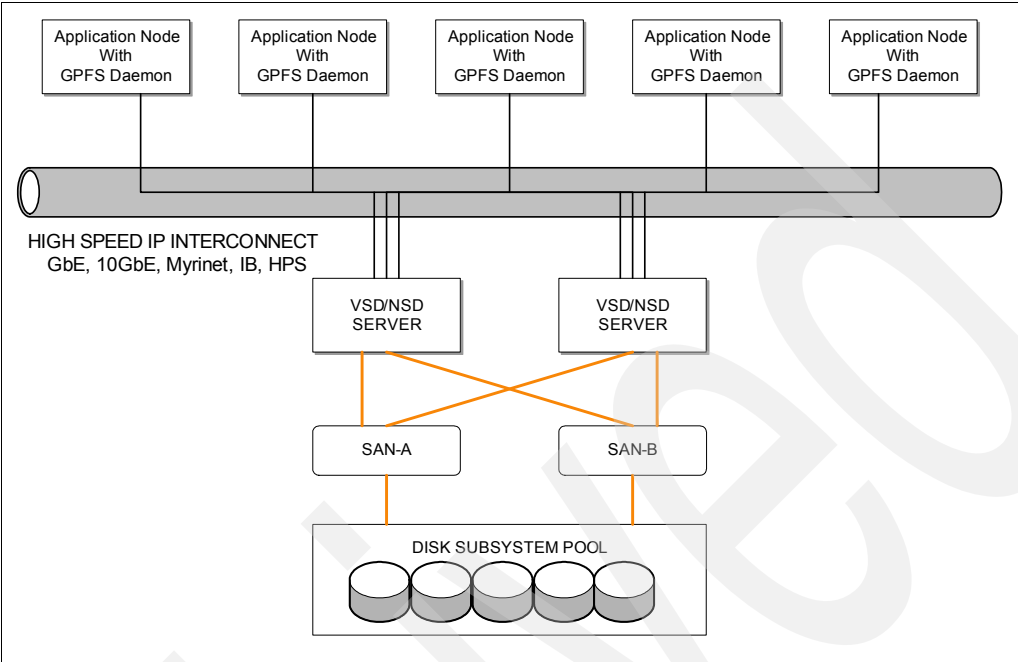 Application Node
With
GPFS Daemon
Application Node
With
GPFS Daemon
Application Node
With
GPFS Daemon
Application Node
With
GPFS Daemon
Application Node
With
GPFS Daemon
HIGH SPEED IP INTERCONNECT
GbE, 10GbE, Myrinet, IB, HPS
VSD/NSD
SERVER
VSD/NSD
SERVER
SAN-A
SAN-B
DISK SUBSYSTEM POOL